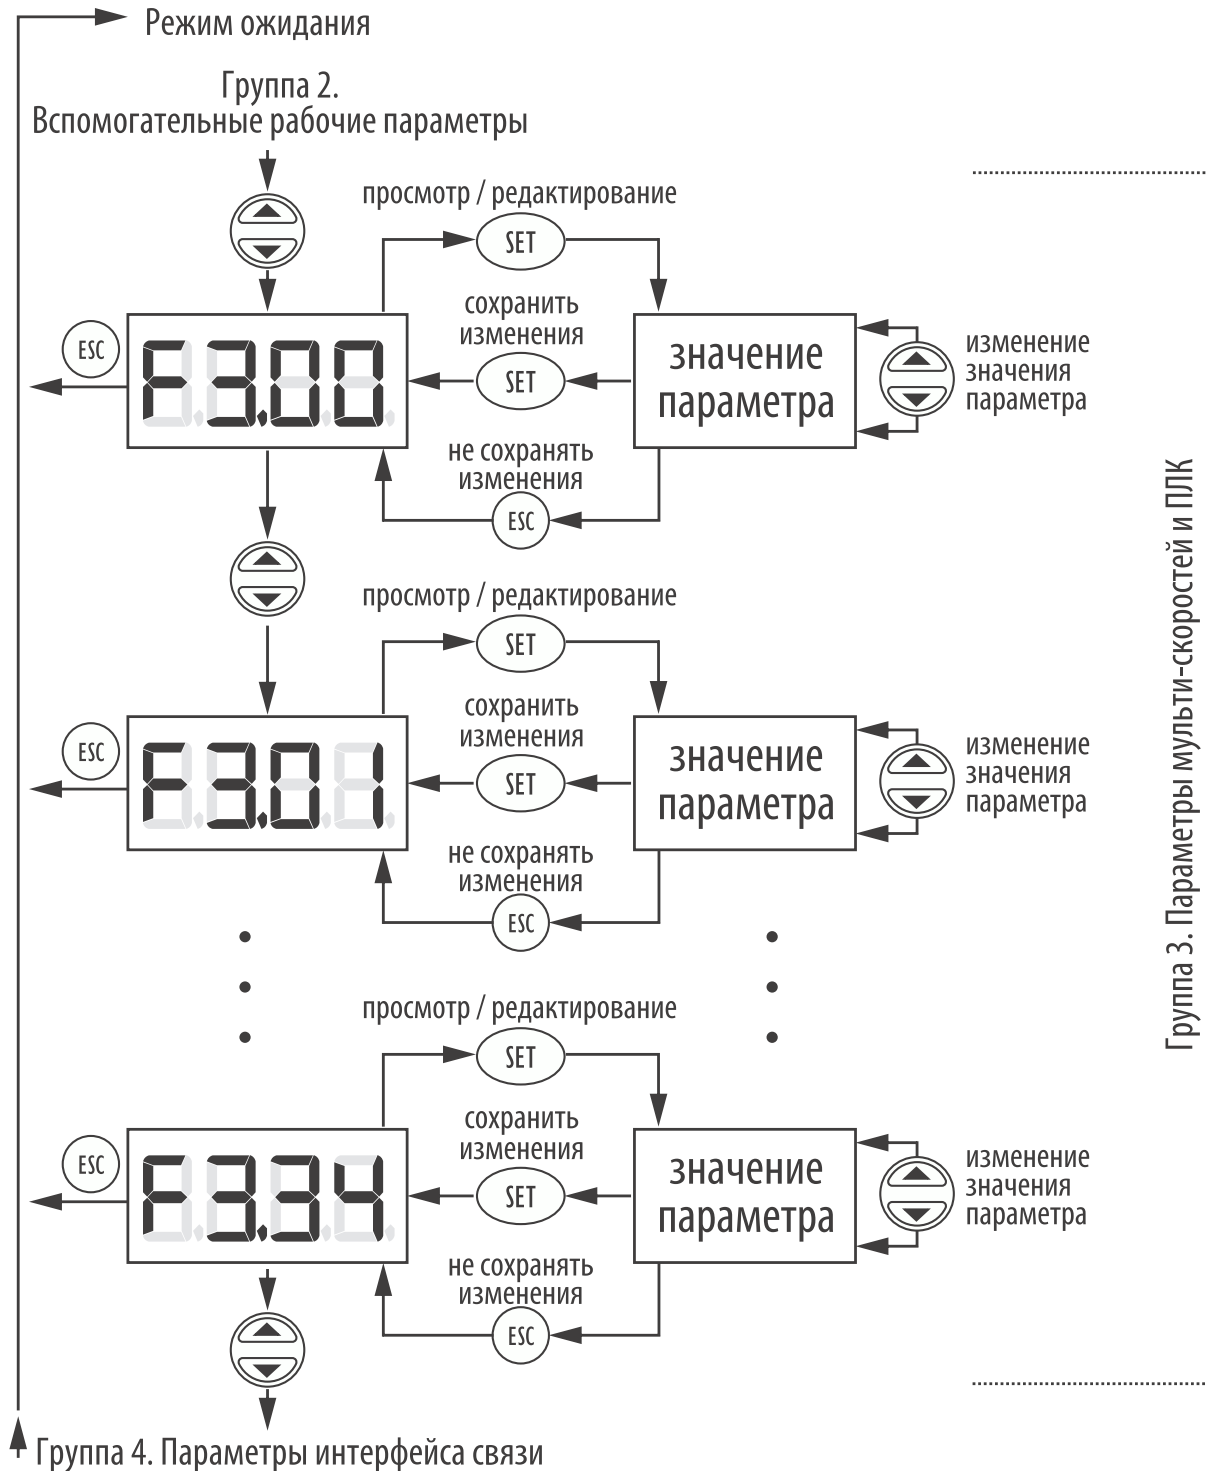 Режим ожидания
Группа 2.
Вспомогательные рабочие параметры
просмотр / редактирование
SET
сохранить
изменения
ESC
F3.00
SET
значение
параметра
изменение
значения
параметра
не сохранять
изменения
ESC
просмотр / редактирование
SET
сохранить
изменения
ESC
F3.01
SET
значение
параметра
изменение
значения
параметра
не сохранять
изменения
ESC
просмотр / редактирование
SET
сохранить
изменения
ESC
F3.34
SET
значение
параметра
изменение
значения
параметра
не сохранять
изменения
ESC
Группа 3. Параметры мульти-скоростей и ПЛК
Группа 4. Параметры интерфейса связи